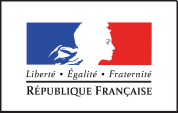 Liberté • Égalité • Fraternité
RÉPUBLIQUE FRANÇAISE